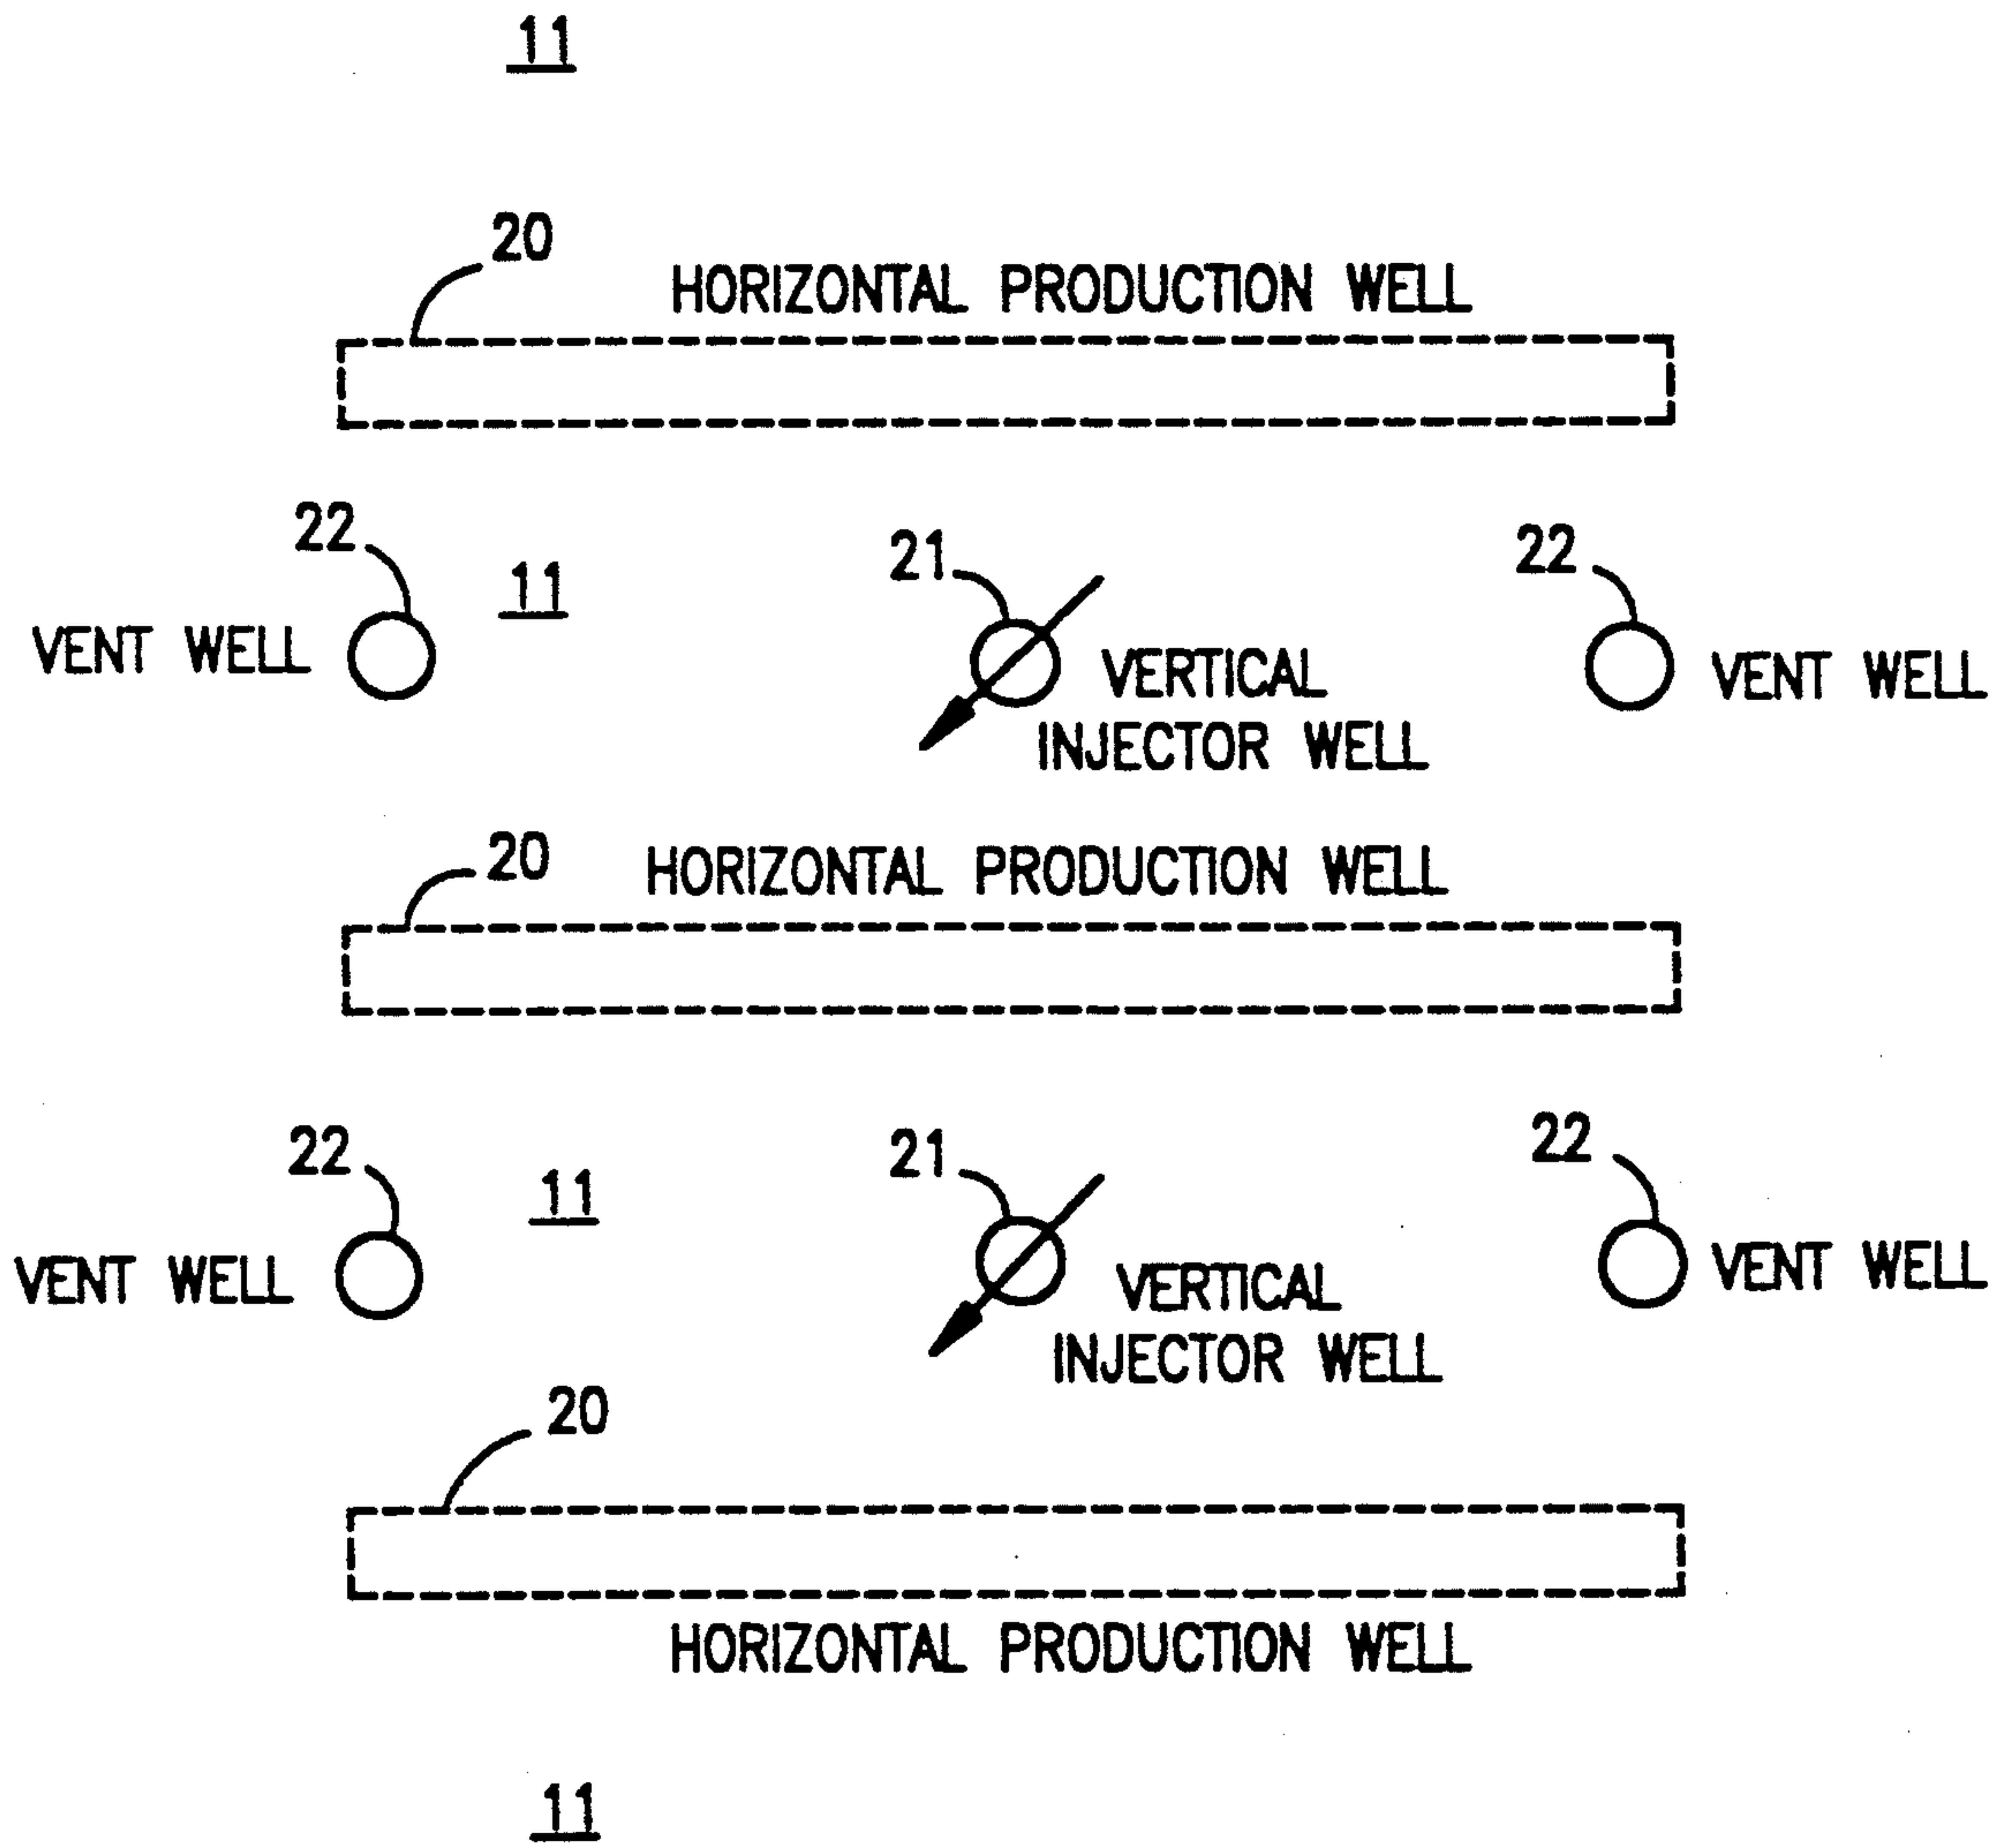 11
20
HORIZONTAL PRODUCTION WELL
22
11
21
22
VENT WELL
VERTICAL
INJECTOR WELL
VENT WELL
20
HORIZONTAL PRODUCTION WELL
22
11
21
22
VENT WELL
VERTICAL
INJECTOR WELL
VENT WELL
20
HORIZONTAL PRODUCTION WELL
11